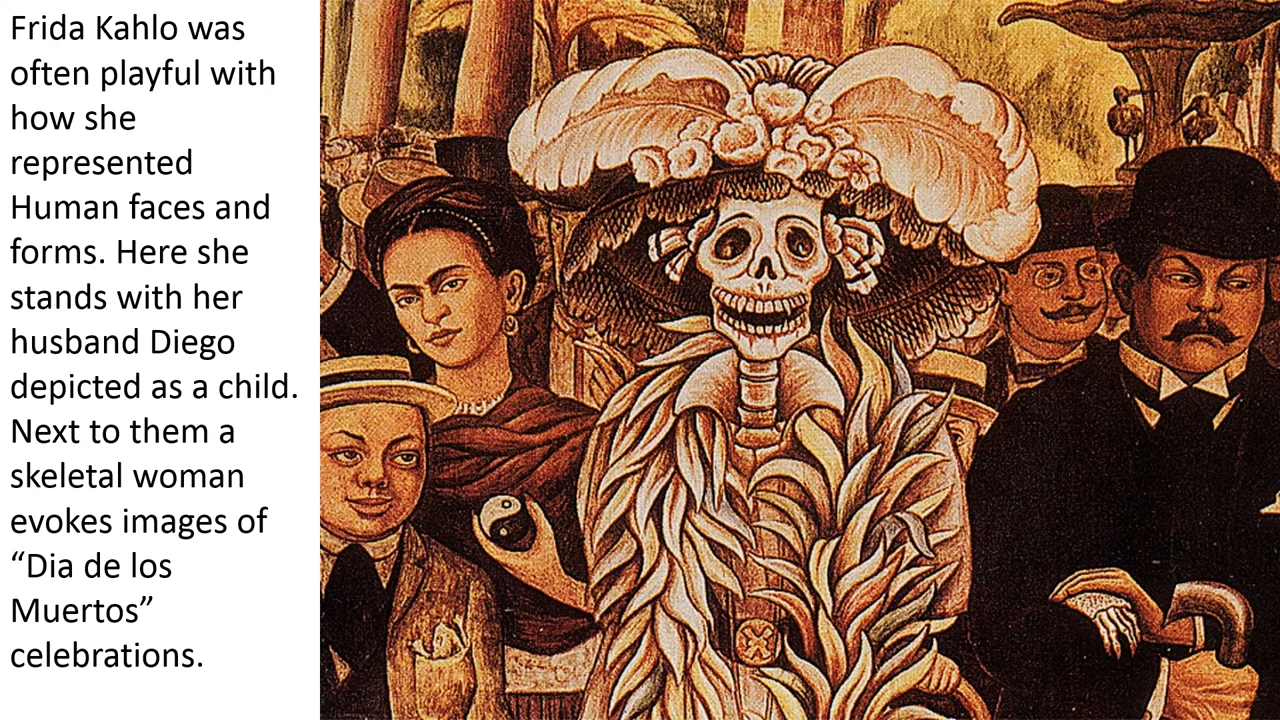 Frida Kahlo was
often playful with
how she
represented
Human faces and
forms. Here she
stands with her
husband Diego
depicted as a child.
Next to them a
skeletal woman
evokes images of
“Dia de los
Muertos”
celebrations.